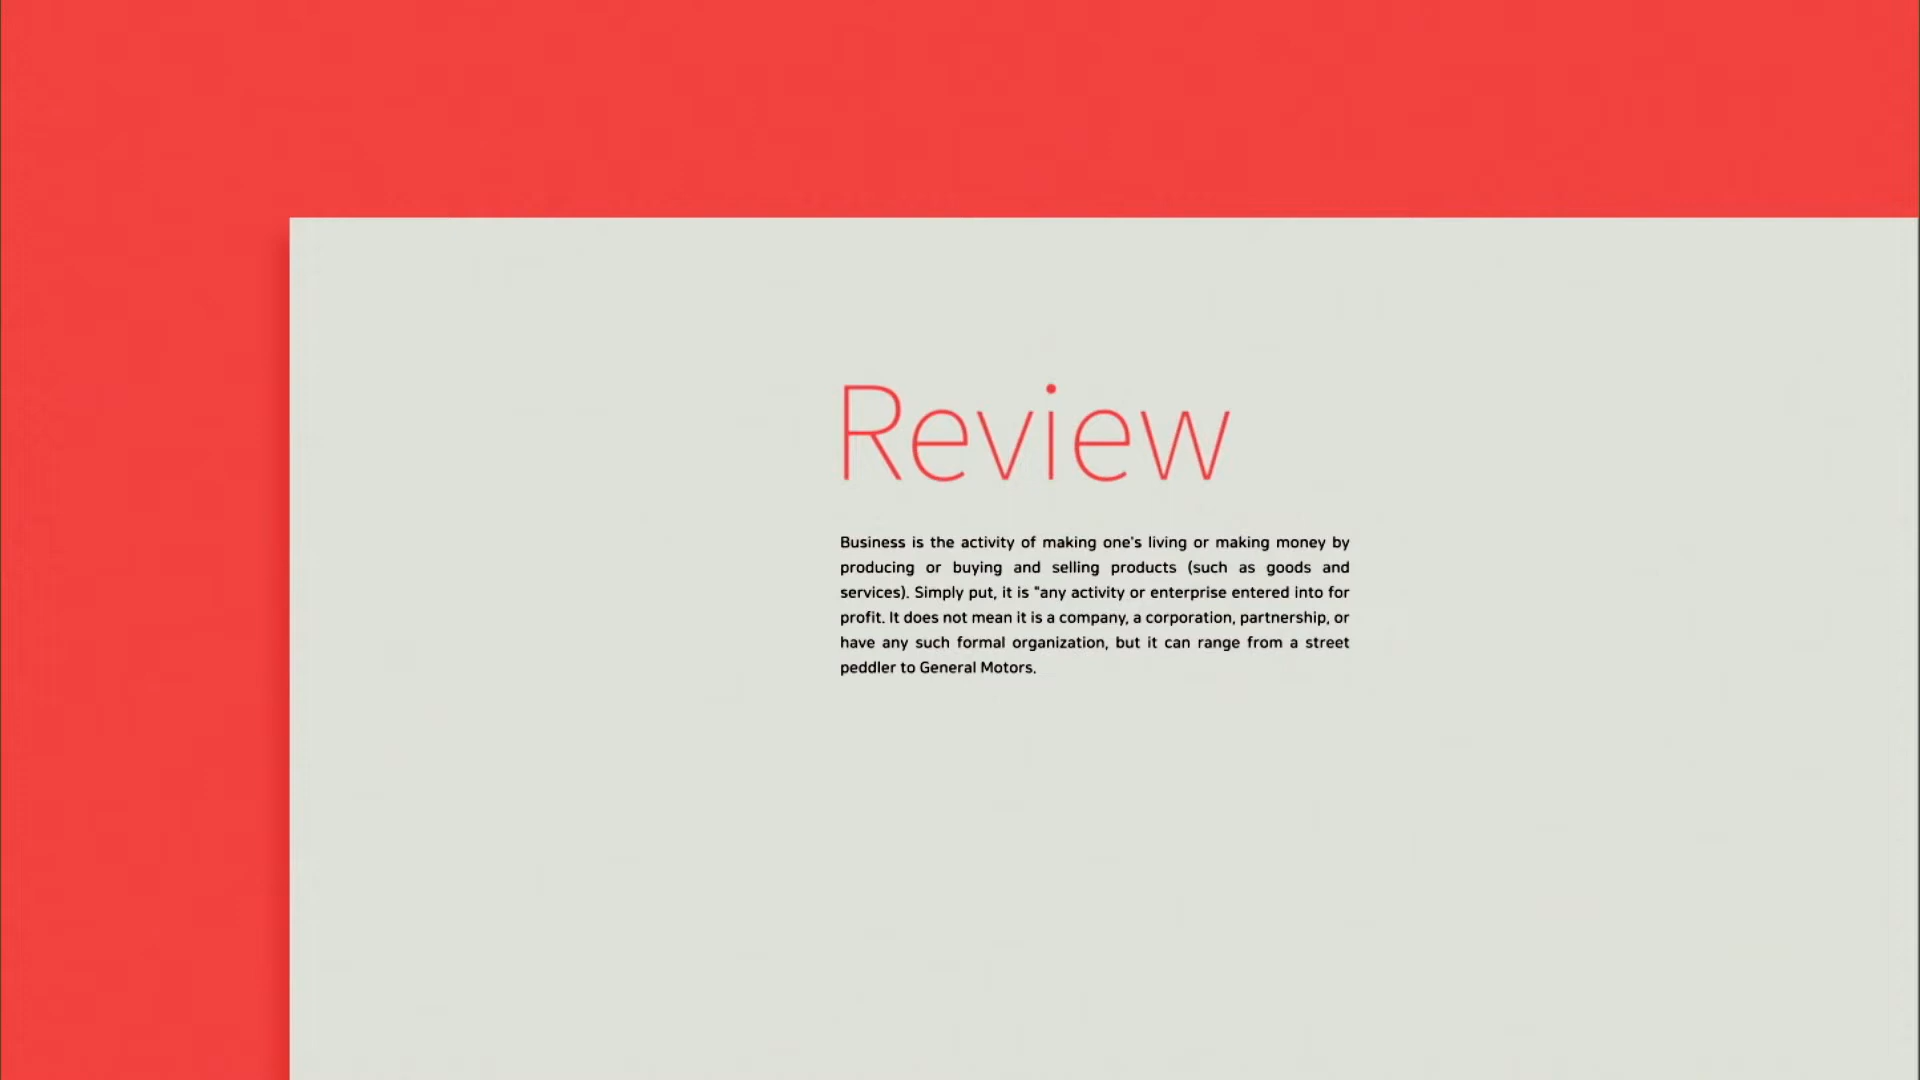 Review
Business is the activity of making one's living or making money by
producing or buying and selling products (such as goods and
services). Simply put, it is "any activity or enterprise entered into for
profit. It does not mean it is a company, a corporation, partnership, or
have any such formal organization, but it can range from a street
peddler to General Motors.